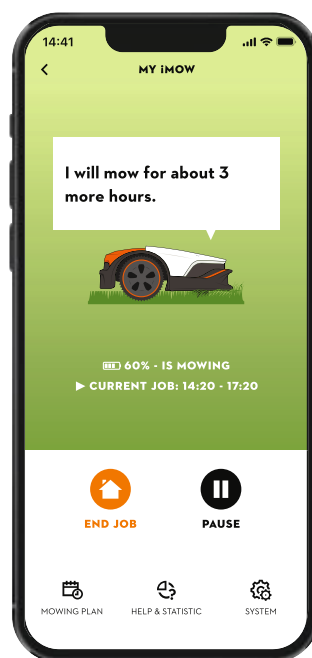 14:41
MY iMOW
I will mow for about 3
more hours.
60% - IS MOWING
CURRENT JOB: 14:20 - 17:20
END JOB
PAUSE
MOWING PLAN
HELP & STATISTIC
SYSTEM